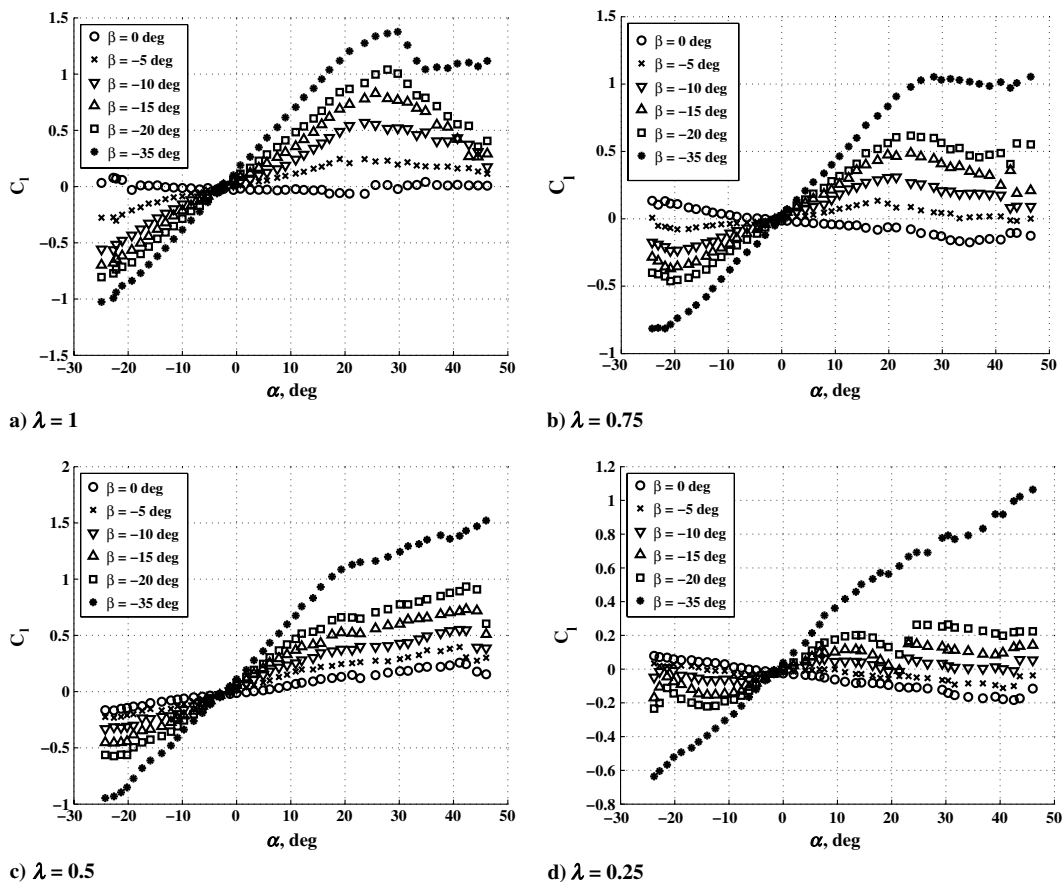 1.5
1
0.5
0
−0.5
−1
−1.5
C_l
β = 0 deg
β = −5 deg
β = −10 deg
β = −15 deg
β = −20 deg
β = −35 deg
−30 −20 −10 0 10 20 30 40 50
α, deg
a) λ = 1
1.5
1
0.5
0
−0.5
−1
C_l
β = 0 deg
β = −5 deg
β = −10 deg
β = −15 deg
β = −20 deg
β = −35 deg
−30 −20 −10 0 10 20 30 40 50
α, deg
b) λ = 0.75
2
1.5
1
0.5
0
−0.5
−1
C_l
β = 0 deg
β = −5 deg
β = −10 deg
β = −15 deg
β = −20 deg
β = −35 deg
−30 −20 −10 0 10 20 30 40 50
α, deg
c) λ = 0.5
1.2
1
0.8
0.6
0.4
0.2
0
−0.2
−0.4
−0.6
−0.8
C_l
β = 0 deg
β = −5 deg
β = −10 deg
β = −15 deg
β = −20 deg
β = −35 deg
−30 −20 −10 0 10 20 30 40 50
α, deg
d) λ = 0.25